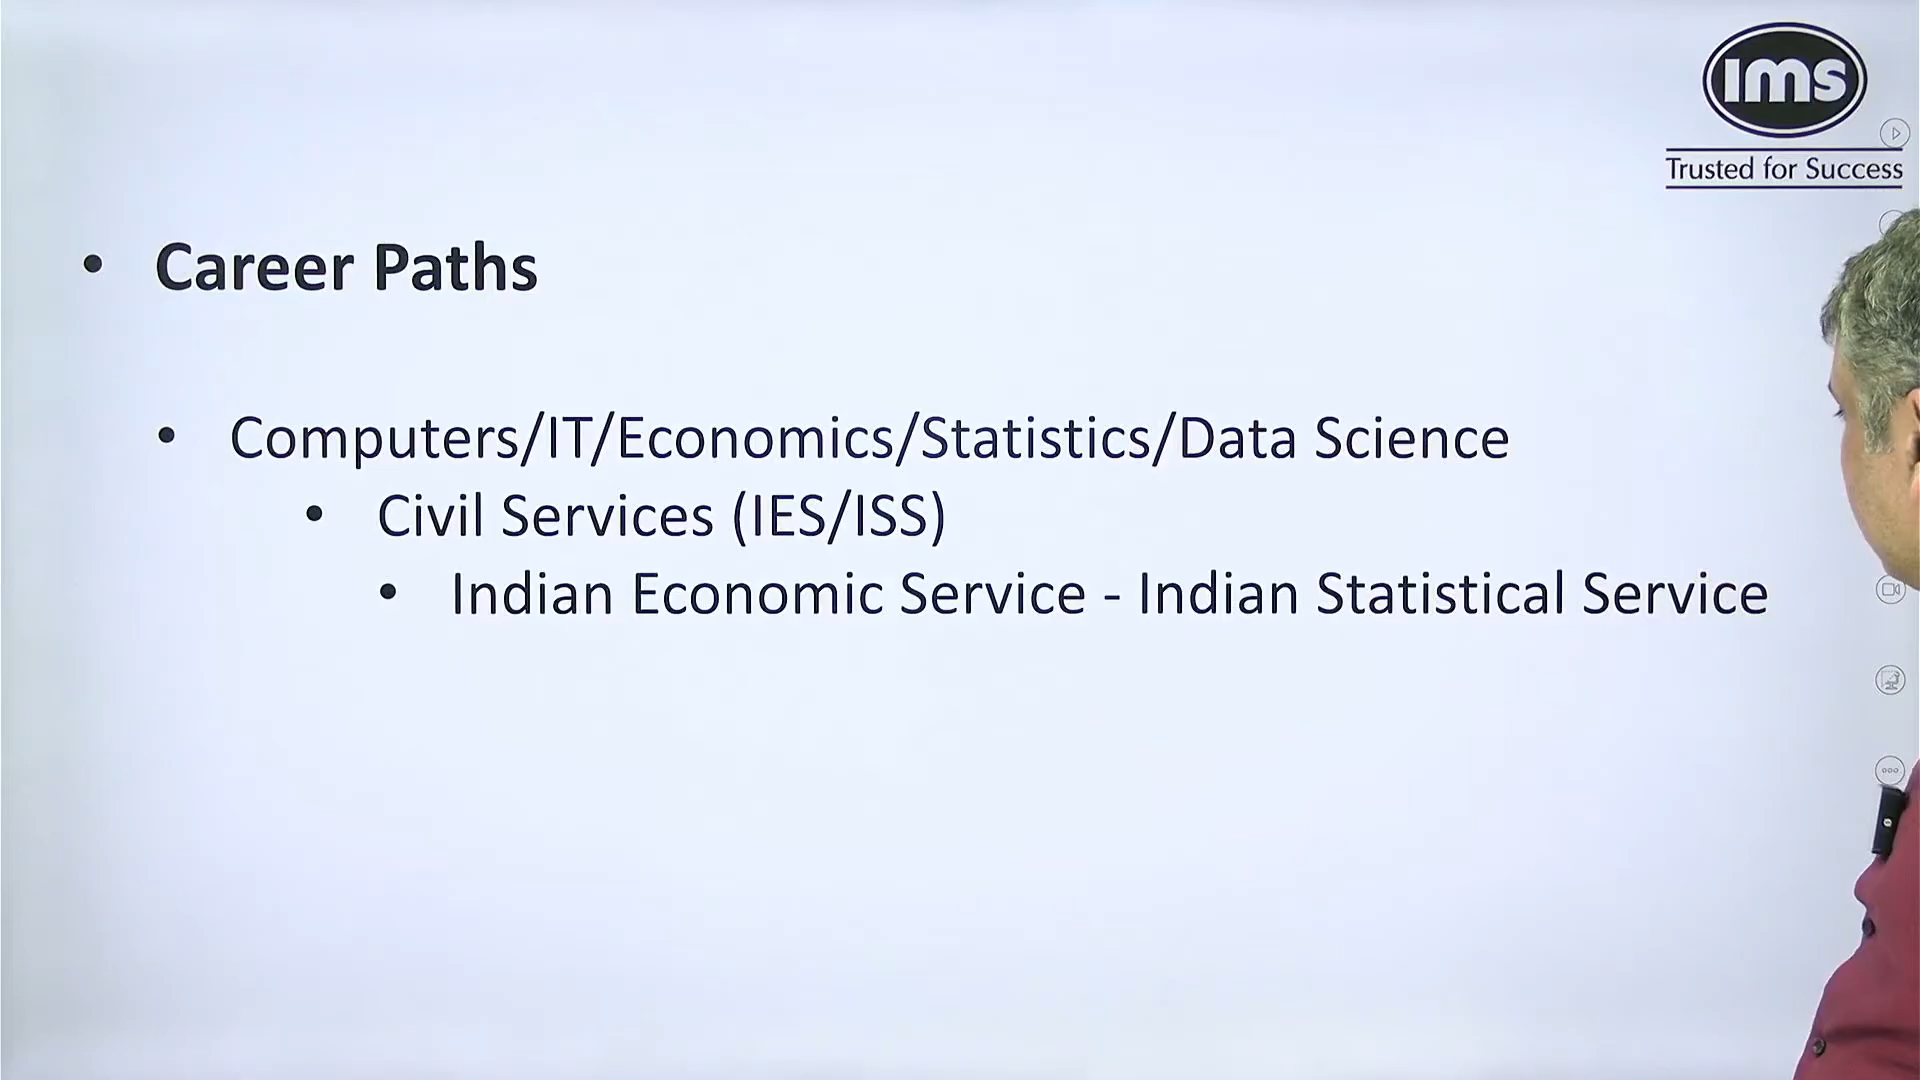 ims
Trusted for Success
• Career Paths
• Computers/IT/Economics/Statistics/Data Science
• Civil Services (IES/ISS)
• Indian Economic Service - Indian Statistical Service